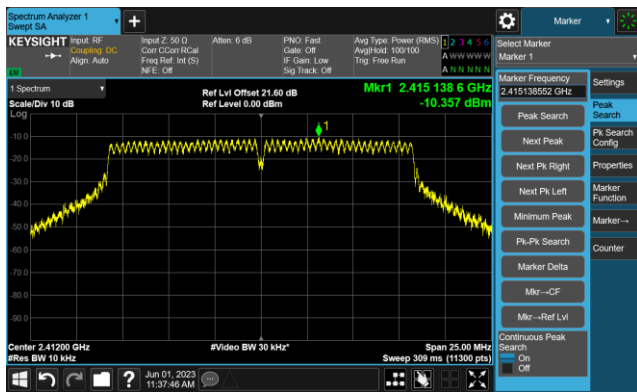 Spectrum Analyzer 1
Swept SA
Marker
KEYSIGHT
Input: RF
Coupling: DC
Align: Auto
Input Z: 50 Ω
Corr CCorr RCal
Freq Ref: Int (S)
NFE: Off
Atten: 6 dB
PNO: Fast
Gate: Off
IF Gain: Low
Sig Track: Off
Avg Type: Power (RMS)
Avg|Hold: 100/100
Trig: Free Run
1 2 3 4 5 6
A W W W W W
A N N N N N
Select Marker
Marker 1
1 Spectrum
Scale/Div 10 dB
Log
Ref Lvl Offset 21.60 dB
Ref Level 0.00 dBm
Mkr1 2.415 138 6 GHz
-10.357 dBm
1
-10.0
-20.0
-30.0
-40.0
-50.0
-60.0
-70.0
-80.0
-90.0
Center 2.41200 GHz
#Res BW 10 kHz
#Video BW 30 kHz*
Span 25.00 MHz
Sweep 309 ms (11300 pts)
Marker Frequency
2.415138552 GHz
Peak Search
Next Peak
Next Pk Right
Next Pk Left
Minimum Peak
Pk-Pk Search
Marker Delta
Mkr→CF
Mkr→Ref Lvl
Continuous Peak
Search
On
Off
Settings
Peak
Search
Pk Search
Config
Properties
Marker
Function
Marker→
Counter
?
Jun 01, 2023
11:37:46 AM